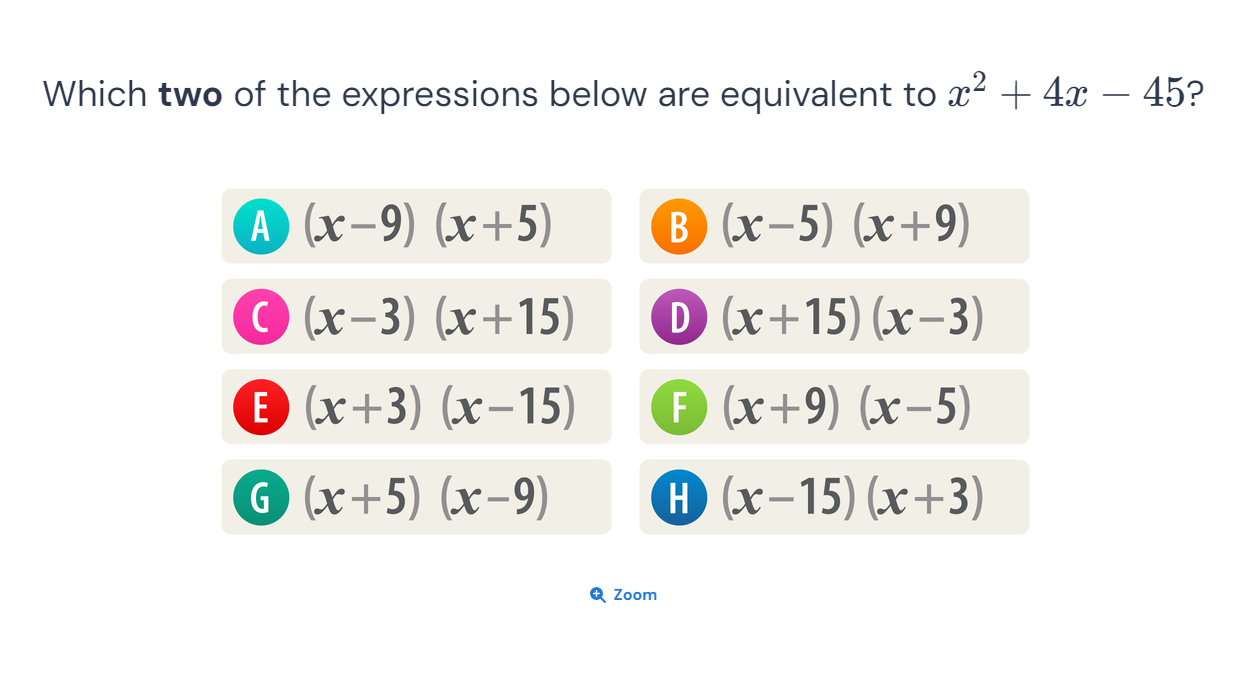 Which two of the expressions below are equivalent to x² + 4x − 45?
A (x−9) (x+5) B (x−5) (x+9)
C (x−3) (x+15) D (x+15) (x−3)
E (x+3) (x−15) F (x+9) (x−5)
G (x+5) (x−9) H (x−15) (x+3)
Zoom